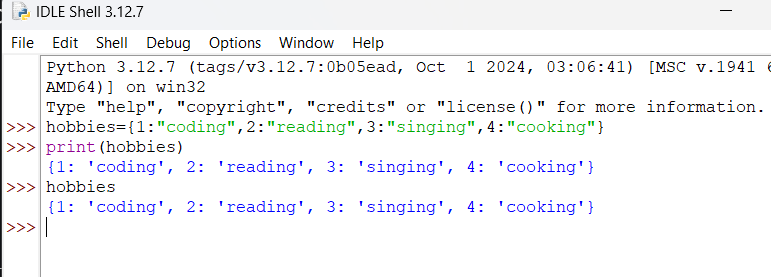 IDLE Shell 3.12.7
File Edit Shell Debug Options Window Help
Python 3.12.7 (tags/v3.12.7:0b05ead, Oct  1 2024, 03:06:41) [MSC v.1941 6
AMD64)] on win32
Type "help", "copyright", "credits" or "license()" for more information.
>>> hobbies={1:"coding",2:"reading",3:"singing",4:"cooking"}
>>> print(hobbies)
{1: 'coding', 2: 'reading', 3: 'singing', 4: 'cooking'}
>>> hobbies
{1: 'coding', 2: 'reading', 3: 'singing', 4: 'cooking'}
>>>